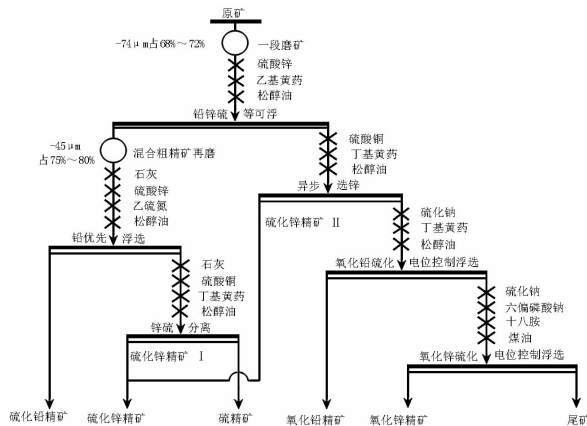 原矿
-74μm占68%～72%
一段磨矿
硫酸锌
乙基黄药
松醇油
铅锌硫 等可浮
-45μm
占75%～80%
混合粗精矿再磨
石灰
硫酸锌
乙硫氮
松醇油
铅优先 浮选
硫酸铜
丁基黄药
松醇油
异步 选锌
硫化锌精矿 Ⅱ
硫化钠
丁基黄药
松醇油
氧化铅硫化 电位控制浮选
石灰
硫酸铜
丁基黄药
松醇油
锌硫 分离
硫化锌精矿 Ⅰ
硫化钠
六偏磷酸钠
十八胺
煤油
氧化锌硫化 电位控制浮选
硫化铅精矿
硫化锌精矿
硫精矿
氧化铅精矿
氧化锌精矿
尾矿